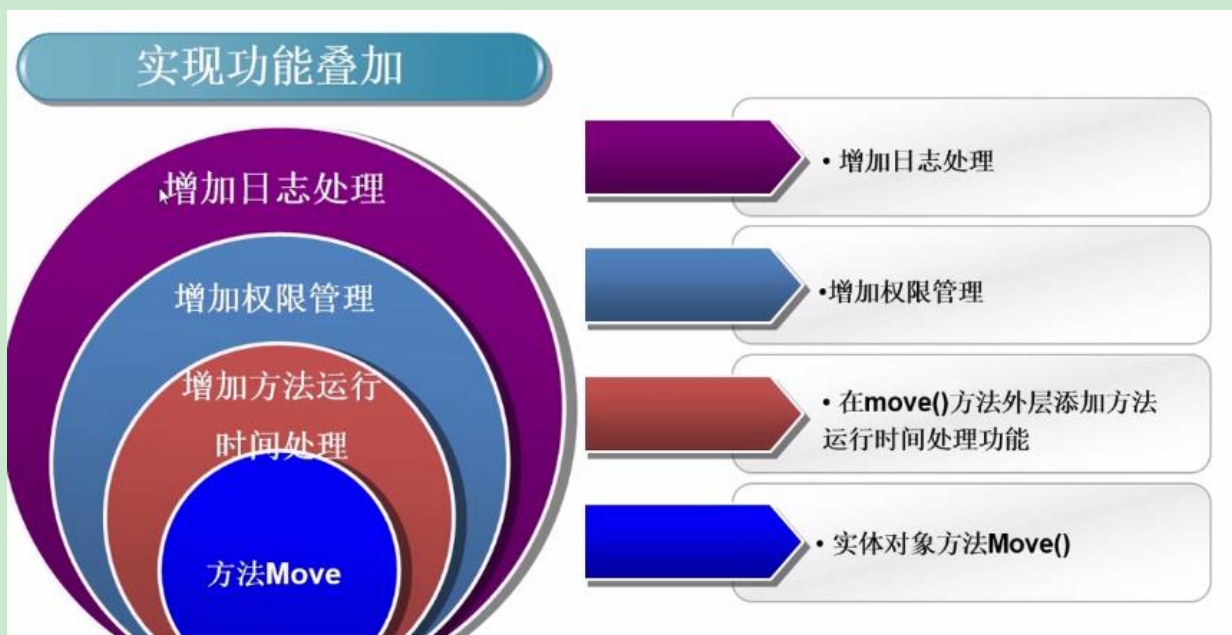 实现功能叠加
增加日志处理
增加权限管理
增加方法运行
时间处理
方法Move
• 增加日志处理
•增加权限管理
• 在move()方法外层添加方法
运行时间处理功能
• 实体对象方法Move()